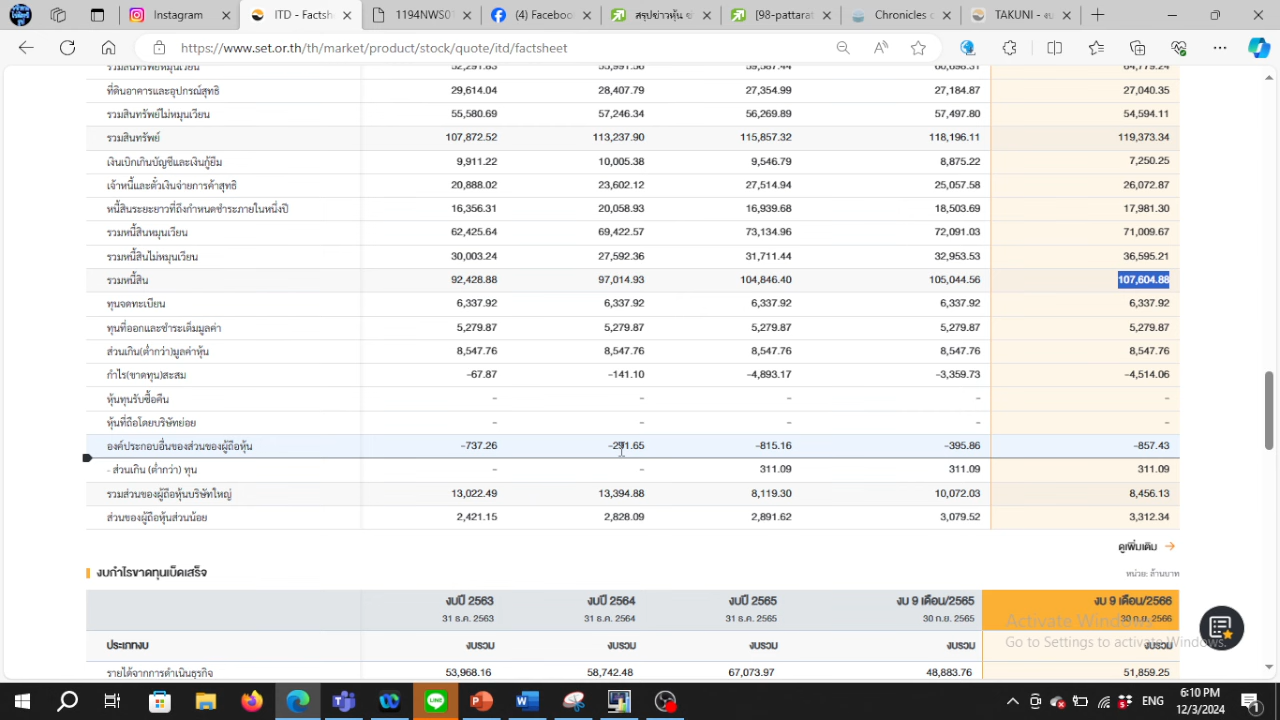 Instagram
ITD - Factsh
1194NWS0
(4) Faceboo
สรุปข่าวหุ้น
[98-pattarat
Chronicles o
TAKUNI - งบ
https://www.set.or.th/th/market/product/stock/quote/itd/factsheet
รวมสินทรัพย์หมุนเวียน 52,291.83 55,991.56 59,587.44 60,698.31 64,779.24
ที่ดินอาคารและอุปกรณ์สุทธิ 29,614.04 28,407.79 27,354.99 27,184.87 27,040.35
รวมสินทรัพย์ไม่หมุนเวียน 55,580.69 57,246.34 56,269.89 57,497.80 54,594.11
รวมสินทรัพย์ 107,872.52 113,237.90 115,857.32 118,196.11 119,373.34
เงินเบิกเกินบัญชีและเงินกู้ยืม 9,911.22 10,005.38 9,546.79 8,875.22 7,250.25
เจ้าหนี้และตั๋วเงินจ่ายการค้าสุทธิ 20,888.02 23,602.12 27,514.94 25,057.58 26,072.87
หนี้สินระยะยาวที่ถึงกำหนดชำระภายในหนึ่งปี 16,356.31 20,058.93 16,939.68 18,503.69 17,981.30
รวมหนี้สินหมุนเวียน 62,425.64 69,422.57 73,134.96 72,091.03 71,009.67
รวมหนี้สินไม่หมุนเวียน 30,003.24 27,592.36 31,711.44 32,953.53 36,595.21
รวมหนี้สิน 92,428.88 97,014.93 104,846.40 105,044.56 107,604.88
ทุนจดทะเบียน 6,337.92 6,337.92 6,337.92 6,337.92 6,337.92
ทุนที่ออกและชำระเต็มมูลค่า 5,279.87 5,279.87 5,279.87 5,279.87 5,279.87
ส่วนเกิน(ต่ำกว่า)มูลค่าหุ้น 8,547.76 8,547.76 8,547.76 8,547.76 8,547.76
กำไร(ขาดทุน)สะสม -67.87 -141.10 -4,893.17 -3,359.73 -4,514.06
หุ้นทุนรับซื้อคืน - - - - -
หุ้นที่ถือโดยบริษัทย่อย - - - - -
องค์ประกอบอื่นของส่วนของผู้ถือหุ้น -737.26 -291.65 -815.16 -395.86 -857.43
- ส่วนเกิน (ต่ำกว่า) ทุน - - 311.09 311.09 311.09
รวมส่วนของผู้ถือหุ้นบริษัทใหญ่ 13,022.49 13,394.88 8,119.30 10,072.03 8,456.13
ส่วนของผู้ถือหุ้นส่วนน้อย 2,421.15 2,828.09 2,891.62 3,079.52 3,312.34
ดูเพิ่มเติม
งบกำไรขาดทุนเบ็ดเสร็จ
หน่วย: ล้านบาท
งบปี 2563 งบปี 2564 งบปี 2565 งบ 9 เดือน/2565 งบ 9 เดือน/2566
31 ธ.ค. 2563 31 ธ.ค. 2564 31 ธ.ค. 2565 30 ก.ย. 2565 30 ก.ย. 2566
ประเภทงบ งบรวม งบรวม งบรวม งบรวม งบรวม
รายได้จากการดำเนินธุรกิจ 53,968.16 58,742.48 67,073.97 48,883.76 51,859.25
Activate Windows
Go to Settings to activate Windows.
ENG
6:10 PM
12/3/2024
1